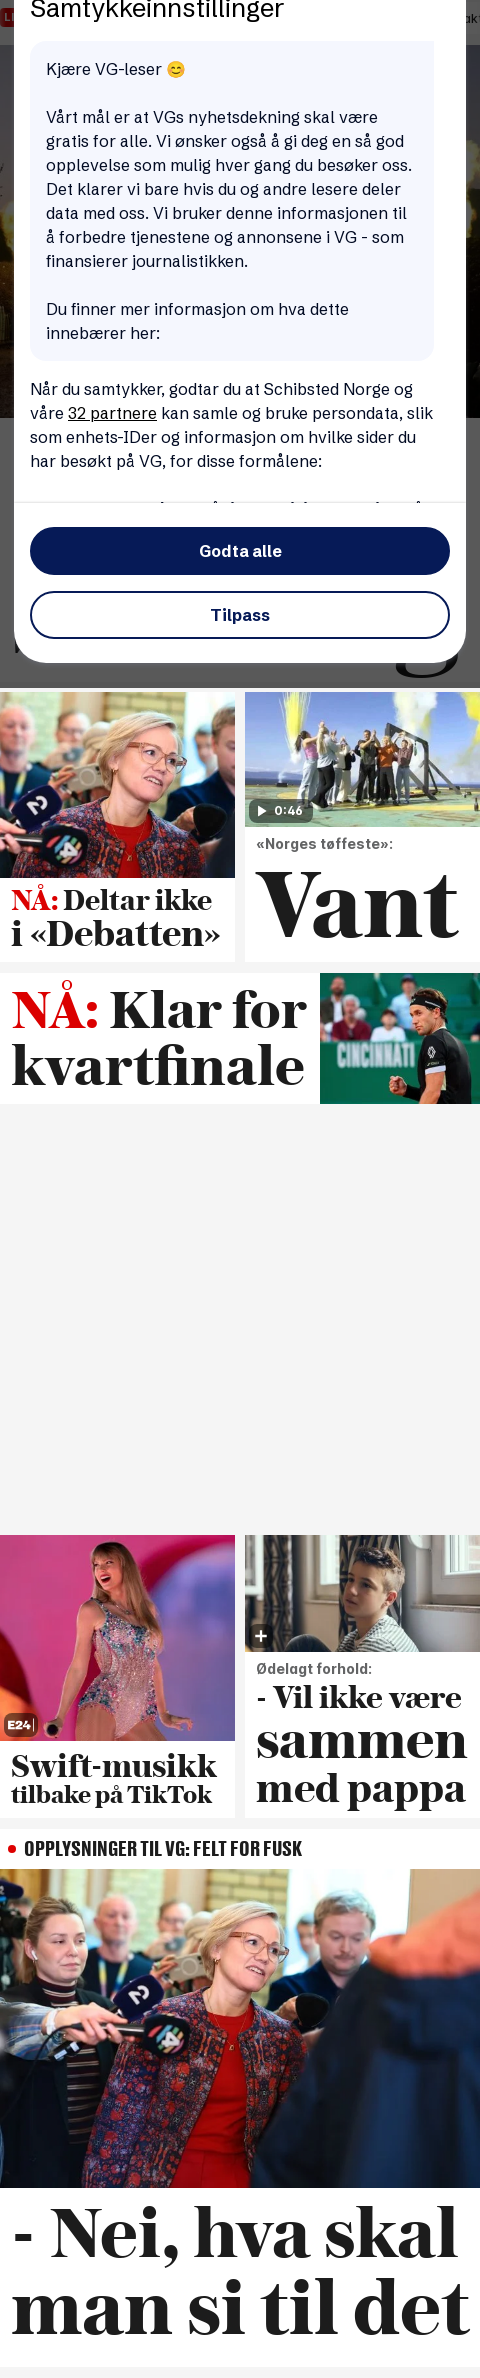 Samtykkeinnstillinger
Kjære VG-leser 😊
Vårt mål er at VGs nyhetsdekning skal være
gratis for alle. Vi ønsker også å gi deg en så god
opplevelse som mulig hver gang du besøker oss.
Det klarer vi bare hvis du og andre lesere deler
data med oss. Vi bruker denne informasjonen til
å forbedre tjenestene og annonsene i VG - som
finansierer journalistikken.
Du finner mer informasjon om hva dette
innebærer her:
Når du samtykker, godtar du at Schibsted Norge og
våre 32 partnere kan samle og bruke persondata, slik
som enhets-IDer og informasjon om hvilke sider du
har besøkt på VG, for disse formålene:
Godta alle
Tilpass
0:46
«Norges tøffeste»:
NÅ: Deltar ikke
i «Debatten»
Vant
NÅ: Klar for
kvartfinale
CINCINNATI
E24
Ødelagt forhold:
- Vil ikke være
sammen
med pappa
Swift-musikk
tilbake på TikTok
OPPLYSNINGER TIL VG: FELT FOR FUSK
- Nei, hva skal
man si til det